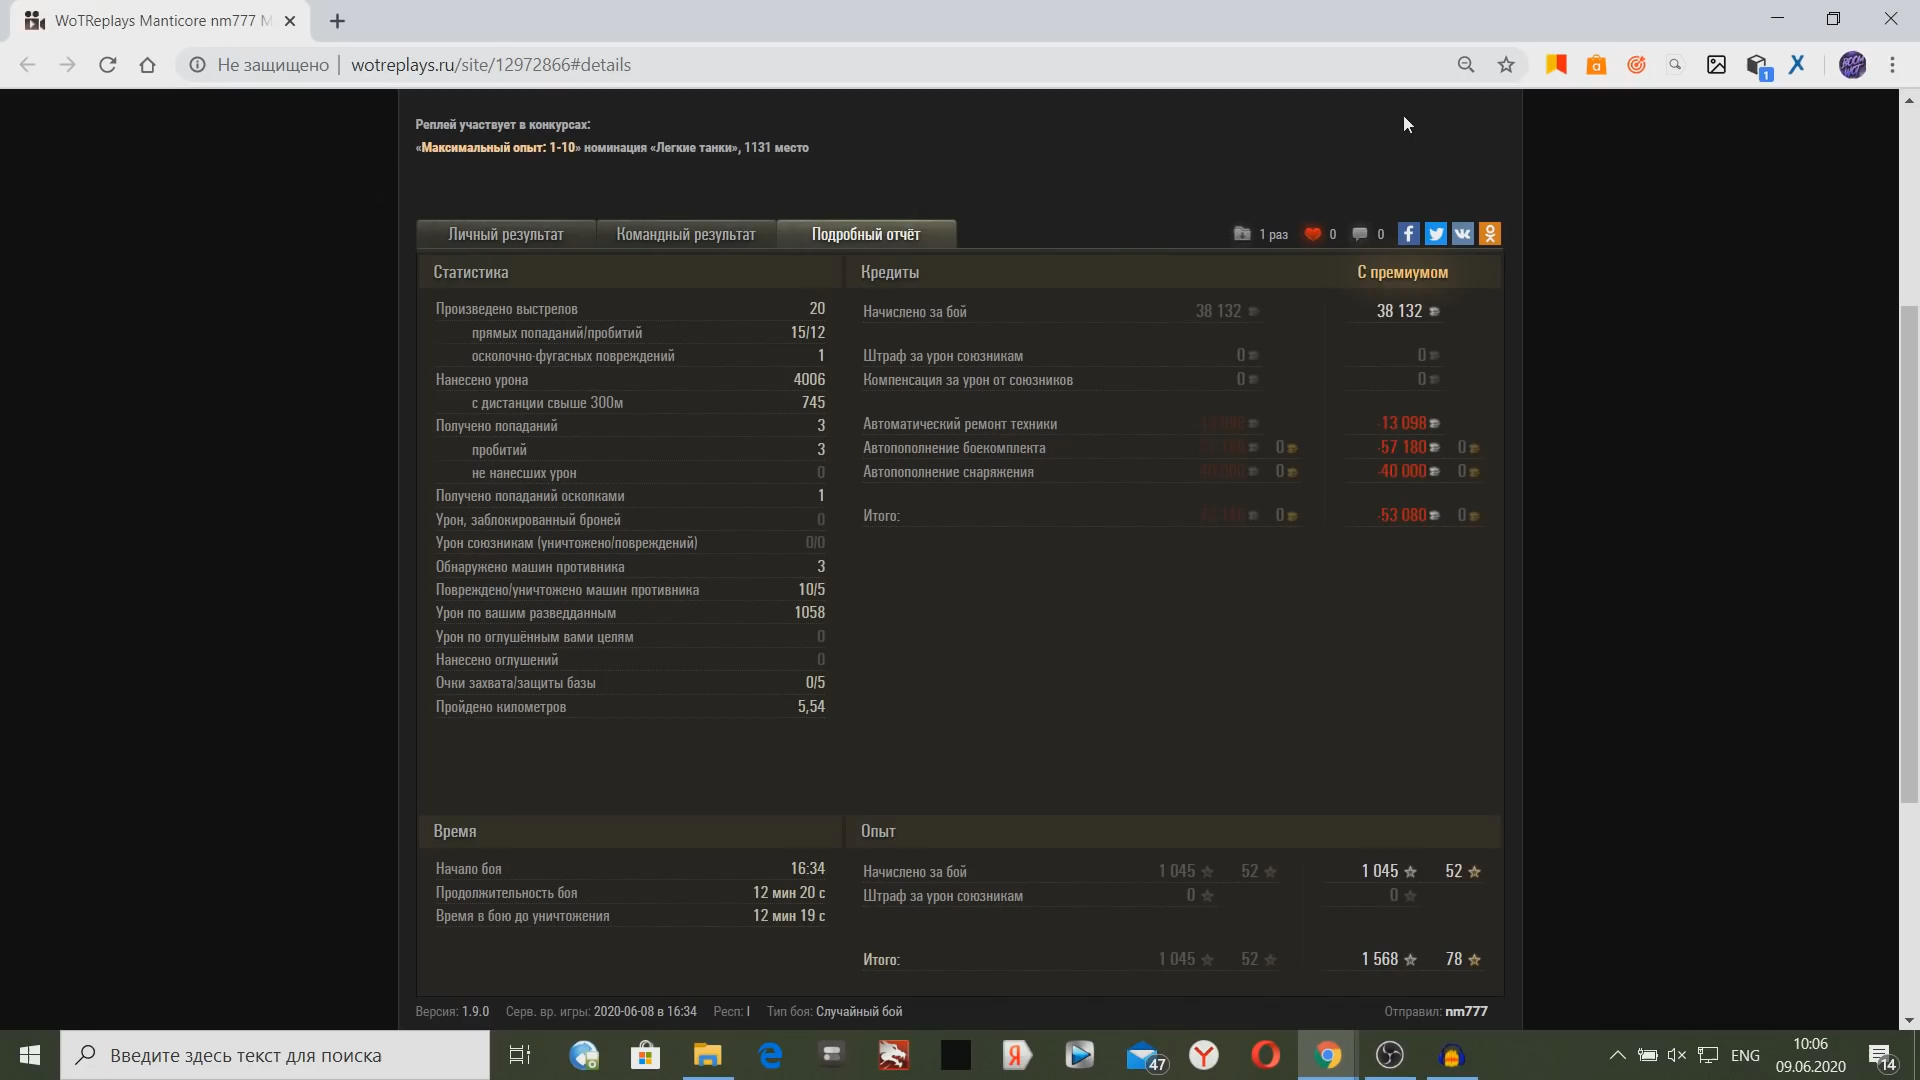 WoTReplays Manticore nm777 M
Не защищено wotreplays.ru/site/12972866#details
1
Реплей участвует в конкурсах:
«Максимальный опыт: 1-10» номинация «Легкие танки», 1131 место
Личный результат Командный результат Подробный отчёт 1 раз 0 0
Статистика
Произведено выстрелов 20
прямых попаданий/пробитий 15/12
осколочно-фугасных повреждений 1
Нанесено урона 4006
с дистанции свыше 300м 745
Получено попаданий 3
пробитий 3
не нанесших урон 0
Получено попаданий осколками 1
Урон, заблокированный броней 0
Урон союзникам (уничтожено/повреждений) 0/0
Обнаружено машин противника 3
Повреждено/уничтожено машин противника 10/5
Урон по вашим разведданным 1058
Урон по оглушённым вами целям 0
Нанесено оглушений 0
Очки захвата/защиты базы 0/5
Пройдено километров 5,54
Кредиты С премиумом
Начислено за бой 38 132 38 132
Штраф за урон союзникам 0 0
Компенсация за урон от союзников 0 0
Автоматический ремонт техники -13 098
Автопополнение боекомплекта 0 -57 180 0
Автопополнение снаряжения 0 -40 000 0
Итого: 0 -53 080 0
Время
Начало боя 16:34
Продолжительность боя 12 мин 20 с
Время в бою до уничтожения 12 мин 19 с
Опыт
Начислено за бой 1 045 52 1 045 52
Штраф за урон союзникам 0 0
Итого: 1 045 52 1 568 78
Версия: 1.9.0 Серв. вр. игры: 2020-06-08 в 16:34 Респ: I Тип боя: Случайный бой Отправил: nm777
Введите здесь текст для поиска
47
ENG
10:06
09.06.2020
14